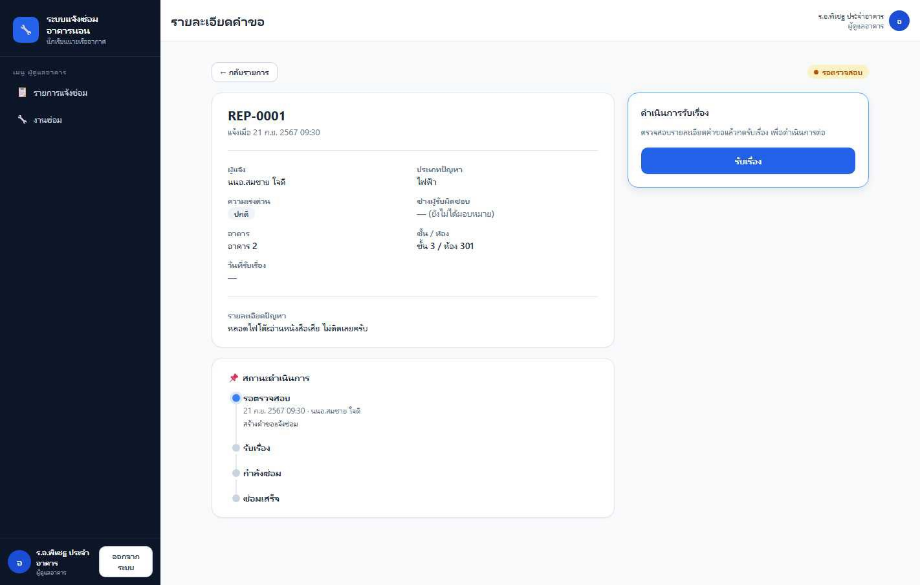 ระบบแจ้งซ่อม
อาคารนอน
นักเรียนนายเรืออากาศ
เมนู ผู้ดูแลอาคาร
รายการแจ้งซ่อม
งานซ่อม
รายละเอียดคำขอ
ประจำอาคาร
ผู้ดูแลอาคาร
อ
← กลับรายการ
รอตรวจสอบ
REP-0001
แจ้งเมื่อ 21 ก.ย. 2567 09:30
ผู้แจ้ง
นนอ.สมชาย ใจดี
ประเภทปัญหา
ไฟฟ้า
ความเร่งด่วน
ปกติ
ช่างผู้รับผิดชอบ
— (ยังไม่ได้มอบหมาย)
อาคาร
อาคาร 2
ชั้น / ห้อง
ชั้น 3 / ห้อง 301
วันที่รับเรื่อง
—
รายละเอียดปัญหา
หลอดไฟโต๊ะอ่านหนังสือเสีย ไม่ติดเลยครับ
ดำเนินการรับเรื่อง
ตรวจสอบรายละเอียดคำขอแล้วกดรับเรื่อง เพื่อดำเนินการต่อ
รับเรื่อง
สถานะดำเนินการ
รอตรวจสอบ
21 ก.ย. 2567 09:30 · นนอ.สมชาย ใจดี
สร้างคำขอแจ้งซ่อม
รับเรื่อง
กำลังซ่อม
ซ่อมเสร็จ
อ
ประจำ
อาคาร
ผู้ดูแลอาคาร
ออกจาก
ระบบ